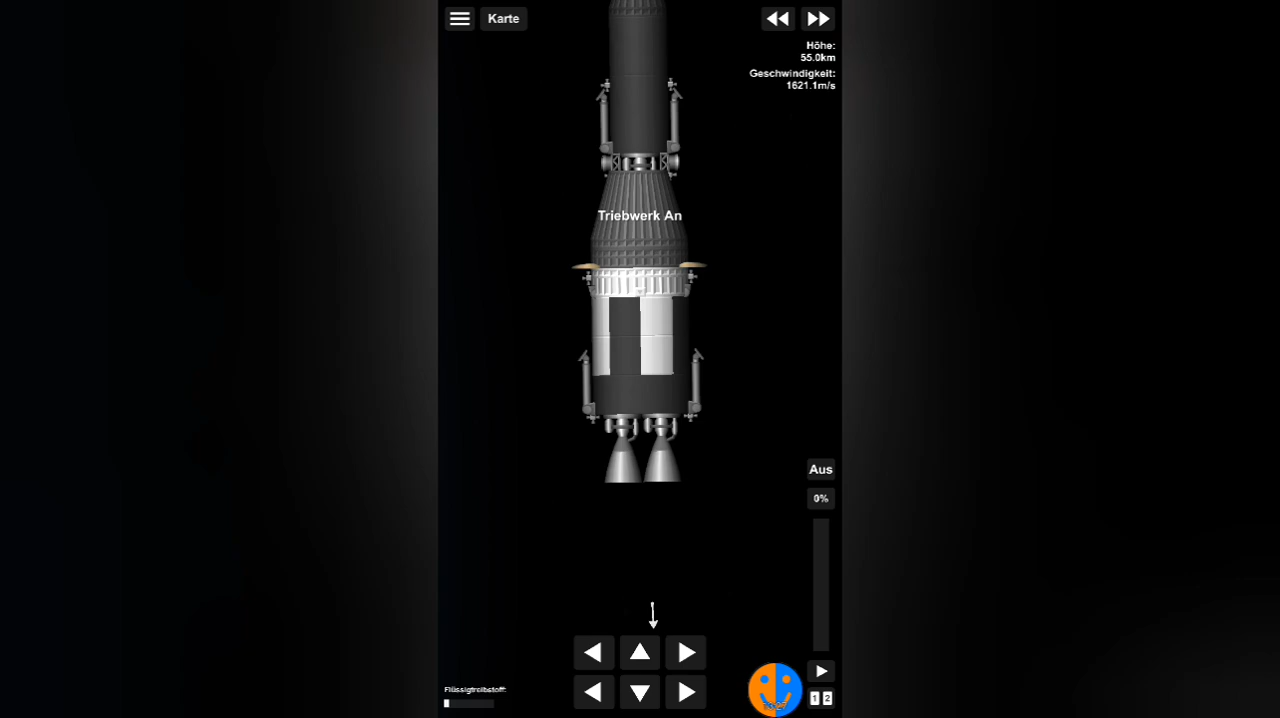 Karte
Höhe:
55.0km
Geschwindigkeit:
1621.1m/s
Triebwerk An
Aus
0%
Flüssigtreibstoff:
1 2